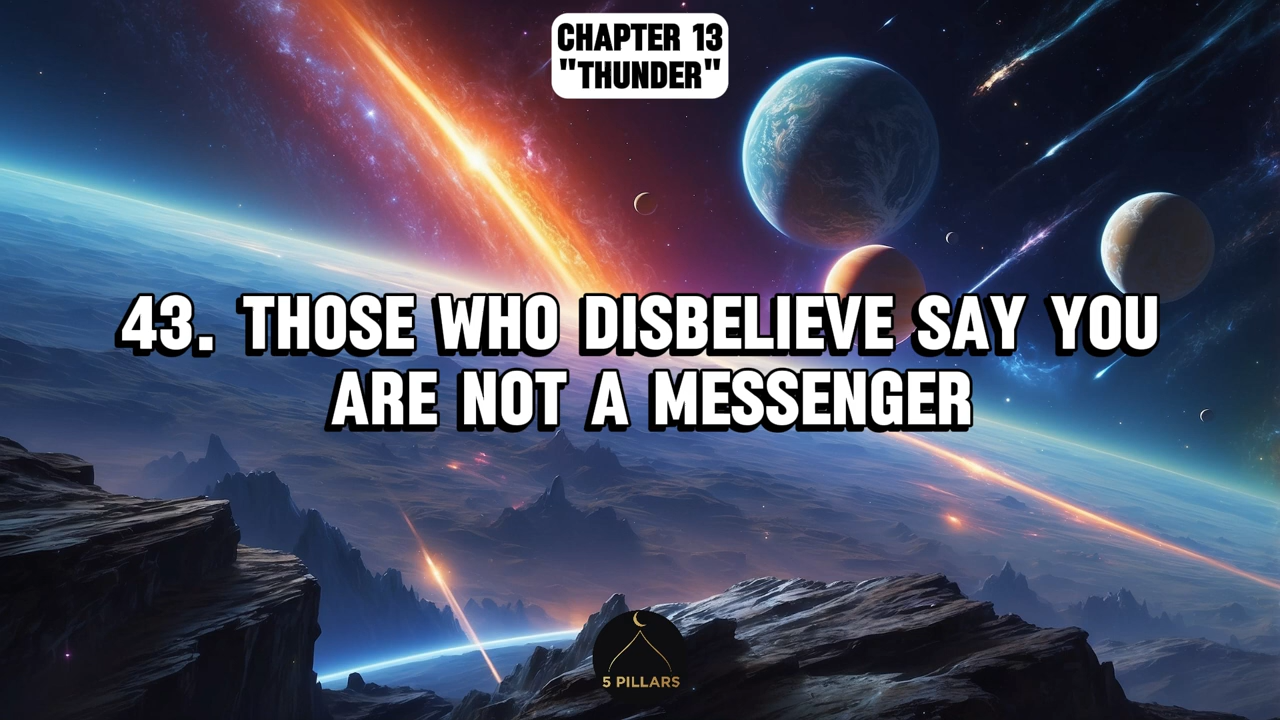 CHAPTER 13
"THUNDER"
43. THOSE WHO DISBELIEVE SAY YOU
ARE NOT A MESSENGER
5 PILLARS